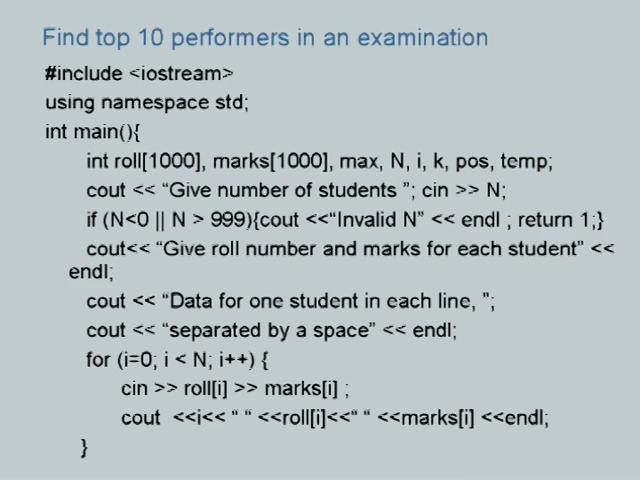 Find top 10 performers in an examination
#include <iostream>
using namespace std;
int main(){
int roll[1000], marks[1000], max, N, i, k, pos, temp;
cout << “Give number of students ”; cin >> N;
if (N<0 || N > 999){cout <<“Invalid N” << endl ; return 1;}
cout<< “Give roll number and marks for each student” <<
endl;
cout << “Data for one student in each line, ”;
cout << “separated by a space” << endl;
for (i=0; i < N; i++) {
cin >> roll[i] >> marks[i] ;
cout <<i<< “ “ <<roll[i]<<“ “ <<marks[i] <<endl;
}